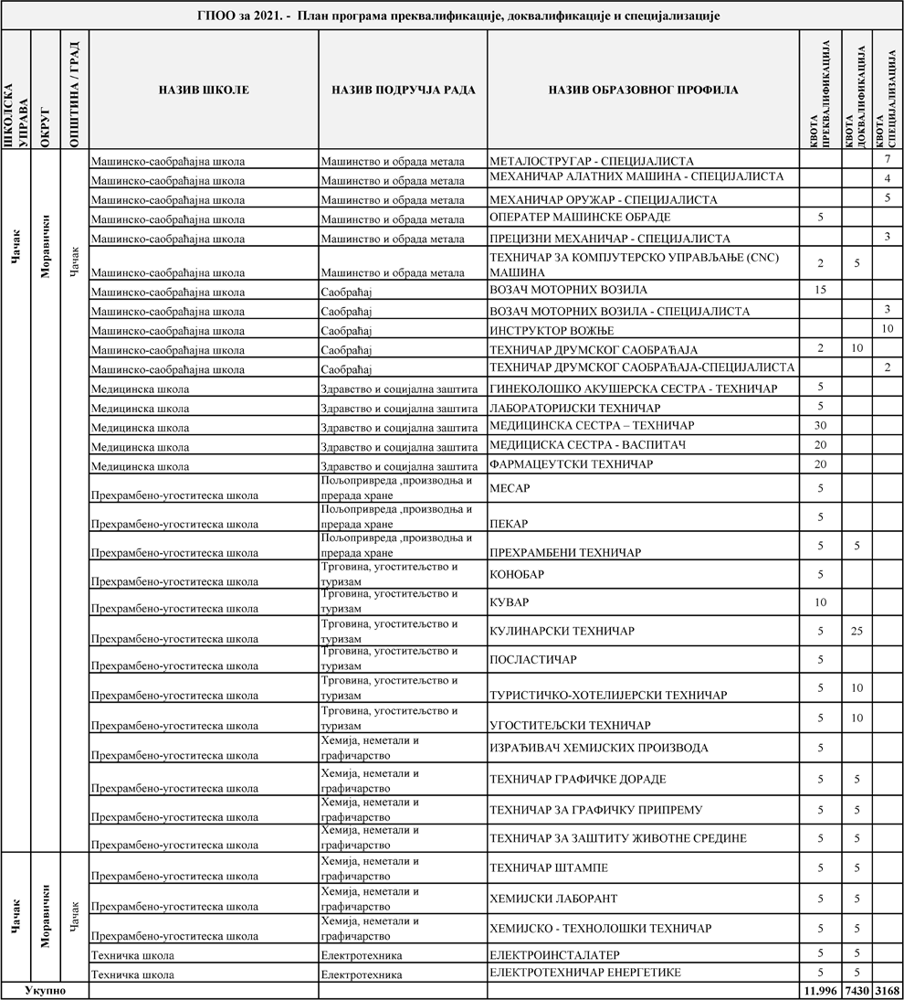 ГПОО за 2021. - План програма преквалификације, доквалификације и специјализације
ШКОЛСКА УПРАВА ОКРУГ ОПШТИНА / ГРАД НАЗИВ ШКОЛЕ НАЗИВ ПОДРУЧЈА РАДА НАЗИВ ОБРАЗОВНОГ ПРОФИЛА КВОТА ПРЕКВАЛИФИКАЦИЈА КВОТА ДОКВАЛИФИКАЦИЈА КВОТА СПЕЦИЈАЛИЗАЦИЈА
Чачак Моравички Чачак
Машинско-саобраћајна школа Машинство и обрада метала МЕТАЛОСТРУГАР - СПЕЦИЈАЛИСТА 7
Машинско-саобраћајна школа Машинство и обрада метала МЕХАНИЧАР АЛАТНИХ МАШИНА - СПЕЦИЈАЛИСТА 4
Машинско-саобраћајна школа Машинство и обрада метала МЕХАНИЧАР ОРУЖАР - СПЕЦИЈАЛИСТА 5
Машинско-саобраћајна школа Машинство и обрада метала ОПЕРАТЕР МАШИНСКЕ ОБРАДЕ 5
Машинско-саобраћајна школа Машинство и обрада метала ПРЕЦИЗНИ МЕХАНИЧАР - СПЕЦИЈАЛИСТА 3
Машинско-саобраћајна школа Машинство и обрада метала ТЕХНИЧАР ЗА КОМПЈУТЕРСКО УПРАВЉАЊЕ (CNC)
МАШИНА 2 5
Машинско-саобраћајна школа Саобраћај ВОЗАЧ МОТОРНИХ ВОЗИЛА 15
Машинско-саобраћајна школа Саобраћај ВОЗАЧ МОТОРНИХ ВОЗИЛА - СПЕЦИЈАЛИСТА 3
Машинско-саобраћајна школа Саобраћај ИНСТРУКТОР ВОЖЊЕ 10
Машинско-саобраћајна школа Саобраћај ТЕХНИЧАР ДРУМСКОГ САОБРАЋАЈА 2 10
Машинско-саобраћајна школа Саобраћај ТЕХНИЧАР ДРУМСКОГ САОБРАЋАЈА-СПЕЦИЈАЛИСТА 2
Медицинска школа Здравство и социјална заштита ГИНЕКОЛОШКО АКУШЕРСКА СЕСТРА - ТЕХНИЧАР 5
Медицинска школа Здравство и социјална заштита ЛАБОРАТОРИЈСКИ ТЕХНИЧАР 5
Медицинска школа Здравство и социјална заштита МЕДИЦИНСКА СЕСТРА – ТЕХНИЧАР 30
Медицинска школа Здравство и социјална заштита МЕДИЦИСКА СЕСТРА - ВАСПИТАЧ 20
Медицинска школа Здравство и социјална заштита ФАРМАЦЕУТСКИ ТЕХНИЧАР 20
Прехрамбено-угоститеска школа Пољопривреда ,производња и
прерада хране МЕСАР 5
Прехрамбено-угоститеска школа Пољопривреда ,производња и
прерада хране ПЕКАР 5
Прехрамбено-угоститеска школа Пољопривреда ,производња и
прерада хране ПРЕХРАМБЕНИ ТЕХНИЧАР 5 5
Прехрамбено-угоститеска школа Трговина, угоститељство и
туризам КОНОБАР 5
Прехрамбено-угоститеска школа Трговина, угоститељство и
туризам КУВАР 10
Прехрамбено-угоститеска школа Трговина, угоститељство и
туризам КУЛИНАРСКИ ТЕХНИЧАР 5 25
Прехрамбено-угоститеска школа Трговина, угоститељство и
туризам ПОСЛАСТИЧАР 5
Прехрамбено-угоститеска школа Трговина, угоститељство и
туризам ТУРИСТИЧКО-ХОТЕЛИЈЕРСКИ ТЕХНИЧАР 5 10
Прехрамбено-угоститеска школа Трговина, угоститељство и
туризам УГОСТИТЕЉСКИ ТЕХНИЧАР 5 10
Прехрамбено-угоститеска школа Хемија, неметали и
графичарство ИЗРАЂИВАЧ ХЕМИЈСКИХ ПРОИЗВОДА 5
Прехрамбено-угоститеска школа Хемија, неметали и
графичарство ТЕХНИЧАР ГРАФИЧКЕ ДОРАДЕ 5 5
Прехрамбено-угоститеска школа Хемија, неметали и
графичарство ТЕХНИЧАР ЗА ГРАФИЧКУ ПРИПРЕМУ 5 5
Прехрамбено-угоститеска школа Хемија, неметали и
графичарство ТЕХНИЧАР ЗА ЗАШТИТУ ЖИВОТНЕ СРЕДИНЕ 5 5
Чачак Моравички Чачак
Прехрамбено-угоститеска школа Хемија, неметали и
графичарство ТЕХНИЧАР ШТАМПЕ 5 5
Прехрамбено-угоститеска школа Хемија, неметали и
графичарство ХЕМИЈСКИ ЛАБОРАНТ 5 5
Прехрамбено-угоститеска школа Хемија, неметали и
графичарство ХЕМИЈСКО - ТЕХНОЛОШКИ ТЕХНИЧАР 5 5
Техничка школа Електротехника ЕЛЕКТРОИНСТАЛАТЕР 5 5
Техничка школа Електротехника ЕЛЕКТРОТЕХНИЧАР ЕНЕРГЕТИКЕ 5 5
Укупно 11.996 7430 3168